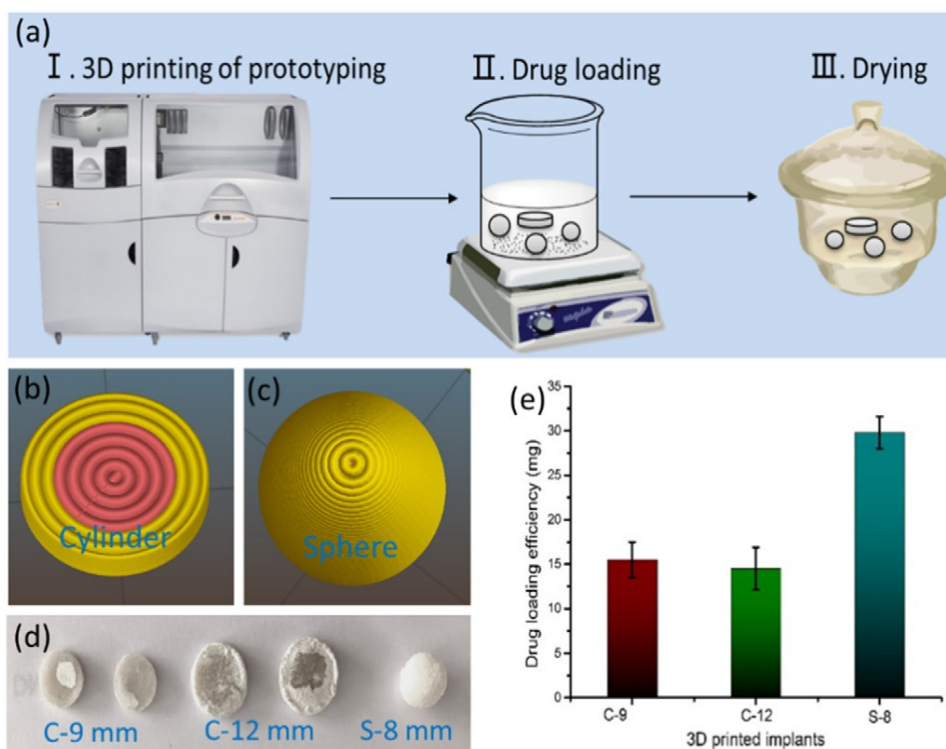 (a)
Ⅰ. 3D printing of prototyping
Ⅱ. Drug loading
Ⅲ. Drying
(b)
Cylinder
(c)
Sphere
(d)
C-9 mm
C-12 mm
S-8 mm
(e)
Drug loading efficiency (mg)
35
30
25
20
15
10
5
0
C-9
C-12
S-8
3D printed implants